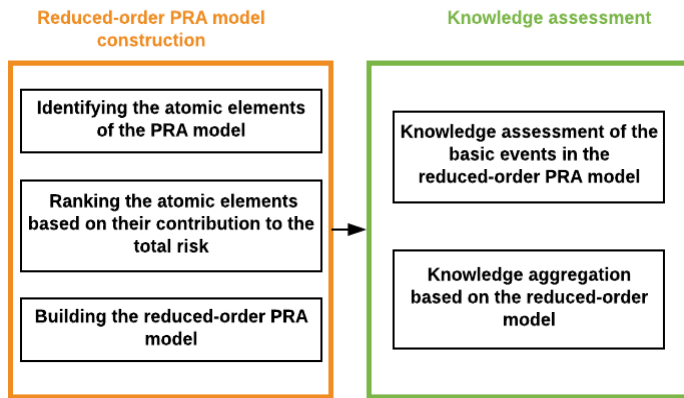 Reduced-order PRA model
construction
Identifying the atomic elements
of the PRA model
Ranking the atomic elements
based on their contribution to the
total risk
Building the reduced-order PRA
model
Knowledge assessment
Knowledge assessment of the
basic events in the
reduced-order PRA model
Knowledge aggregation
based on the reduced-order
model